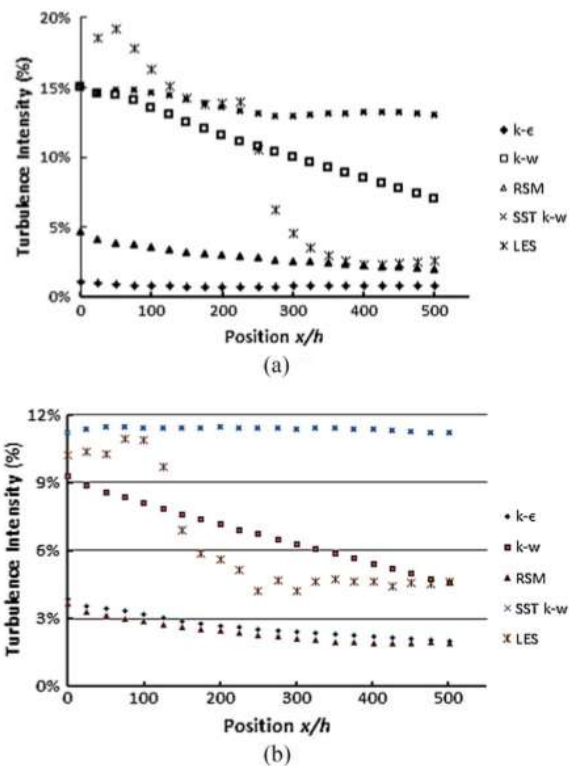 20%
15%
10%
5%
0%
Turbulence Intensity (%)
0 100 200 300 400 500
Position x/h
k-ϵ
k-w
RSM
SST k-w
LES
(a)
12%
9%
6%
3%
0%
Turbulence Intensity (%)
0 100 200 300 400 500
Position x/h
k-ϵ
k-w
RSM
SST k-w
LES
(b)